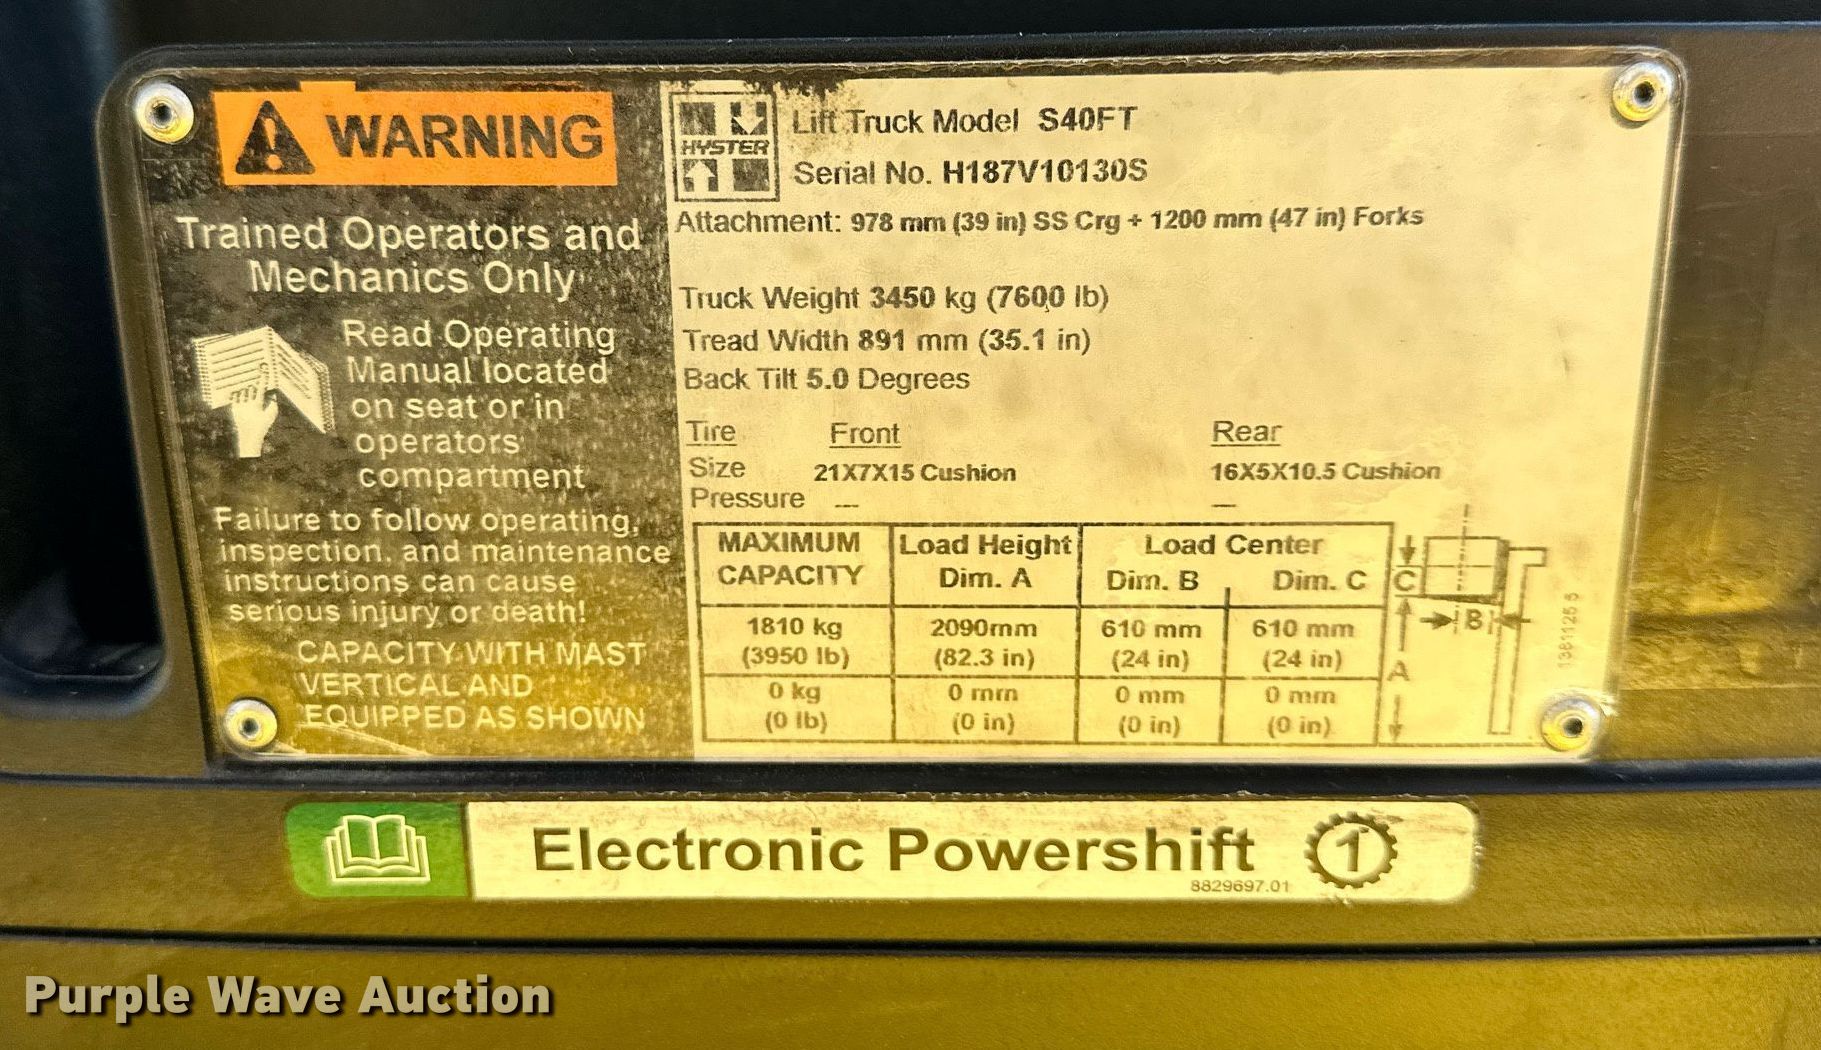 WARNING
Trained Operators and
Mechanics Only
Read Operating
Manual located
on seat or in
operators
compartment
Failure to follow operating,
inspection, and maintenance
instructions can cause
serious injury or death!
CAPACITY WITH MAST
VERTICAL AND
EQUIPPED AS SHOWN
HYSTER
Lift Truck Model S40FT
Serial No. H187V10130S
Attachment: 978 mm (39 in) SS Crg + 1200 mm (47 in) Forks
Truck Weight 3450 kg (7600 lb)
Tread Width 891 mm (35.1 in)
Back Tilt 5.0 Degrees
Tire Front Rear
Size 21X7X15 Cushion 16X5X10.5 Cushion
Pressure -- --
MAXIMUM CAPACITY Load Height Dim. A Load Center Dim. B Dim. C
1810 kg 2090mm 610 mm 610 mm
(3950 lb) (82.3 in) (24 in) (24 in)
0 kg 0 mm 0 mm 0 mm
(0 lb) (0 in) (0 in) (0 in)
C
B
A
1381125 5
Electronic Powershift 1
8829697.01
Purple Wave Auction